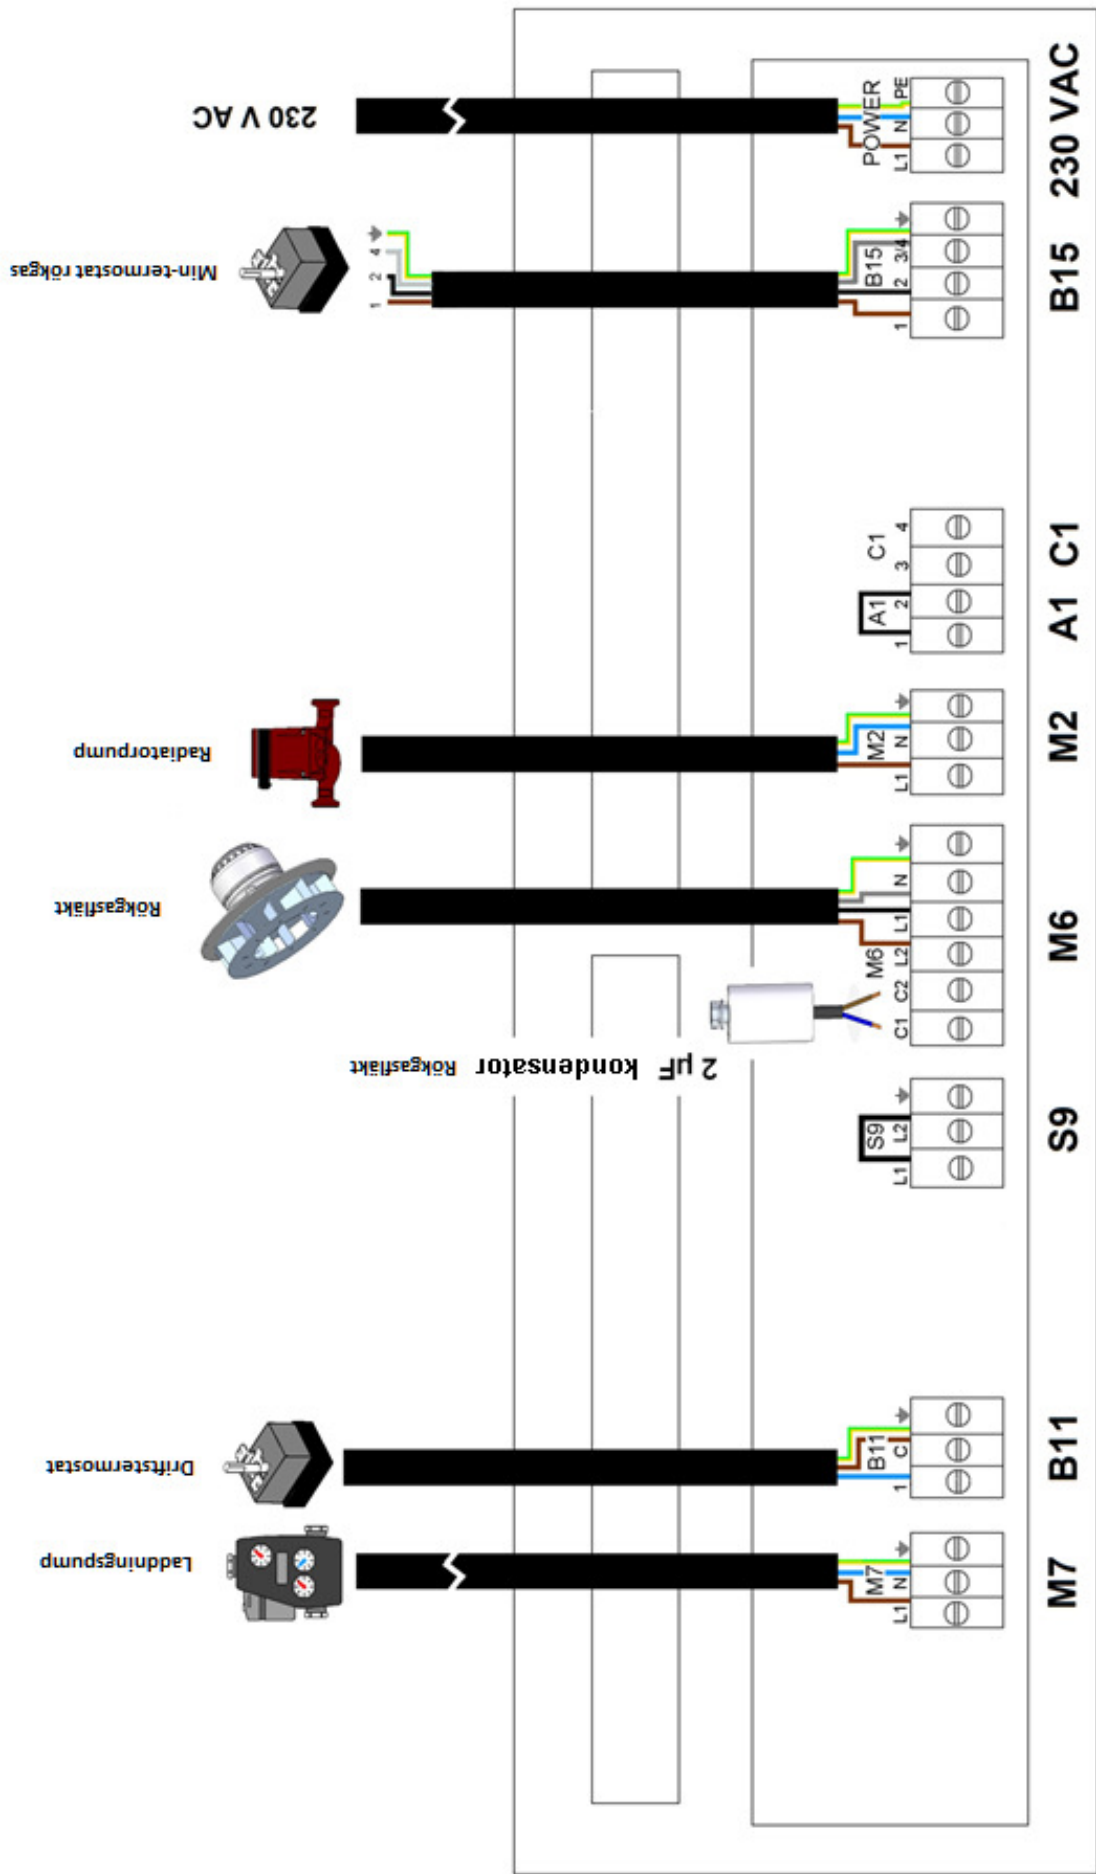 230 V AC
POWER
PE
N
L1
230 VAC
Min-termostat rökgas
4
2
1
B15
3/4
2
1
B15
C1
4
3
A1
2
1
C1
A1
Radiatorpump
M2
N
L1
M2
Rökgasfläkt
N
L1
L2
M6
C2
C1
M6
2 µF kondensator Rökgasfläkt
S9
L2
L1
S9
Driftstermostat
B11
C
1
B11
Laddningspump
M7
N
L1
M7